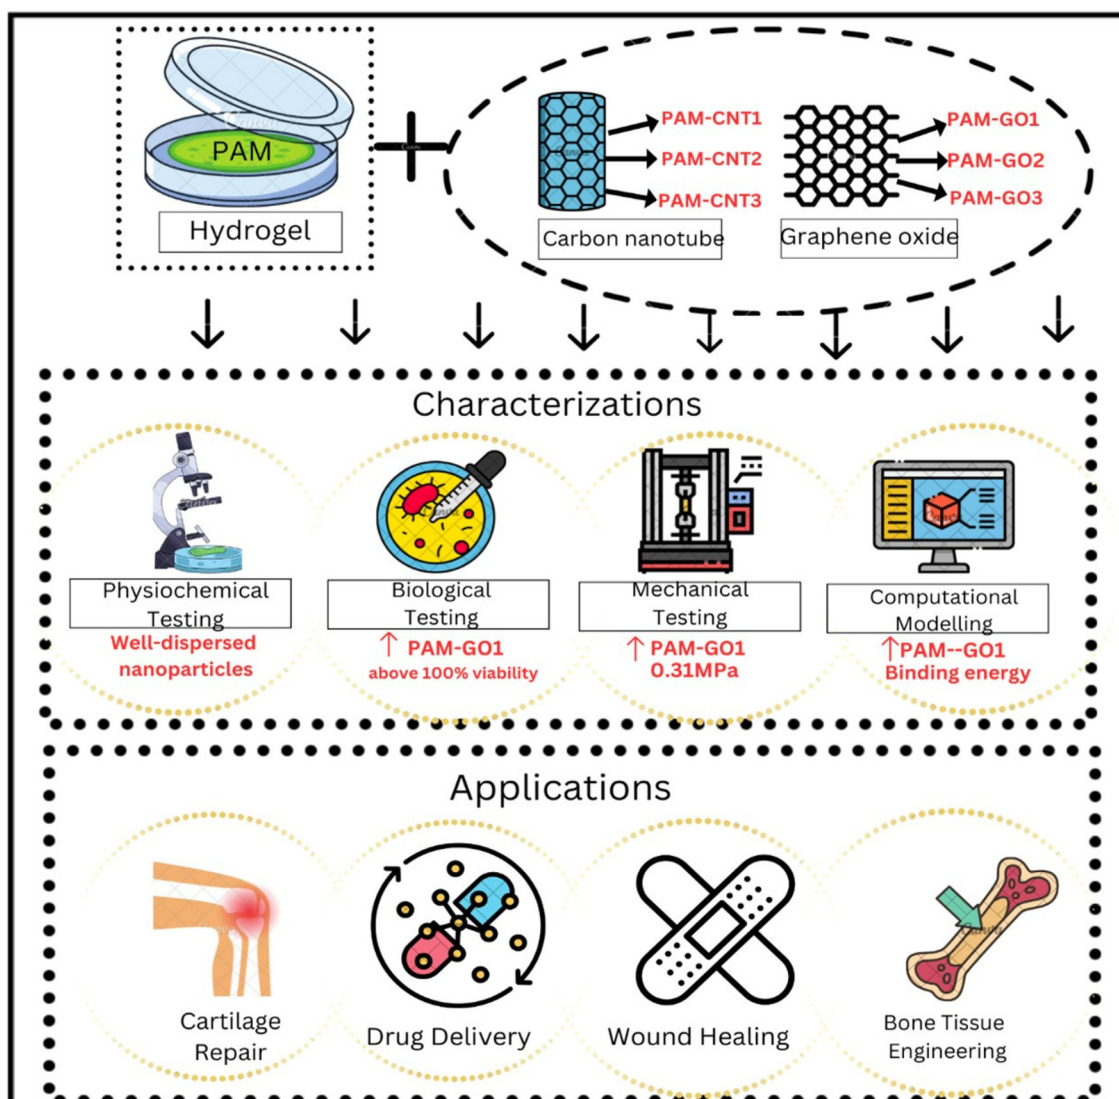 PAM
Hydrogel
PAM-CNT1
PAM-CNT2
PAM-CNT3
Carbon nanotube
PAM-GO1
PAM-GO2
PAM-GO3
Graphene oxide
Characterizations
Physiochemical
Testing
Well-dispersed
nanoparticles
Biological
Testing
↑ PAM-GO1
above 100% viability
Mechanical
Testing
↑ PAM-GO1
0.31MPa
Computational
Modelling
↑PAM--GO1
Binding energy
Applications
Cartilage
Repair
Drug Delivery
Wound Healing
Bone Tissue
Engineering